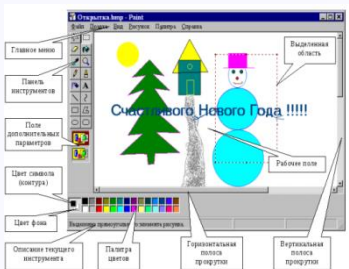 Открытка.bmp - Paint
Файл Правка Вид Рисунок Палитра Справка
Главное меню
Панель
инструментов
Поле
дополнительных
параметров
Цвет символа
(контура)
Цвет фона
Описание текущего
инструмента
Палитра
цветов
Горизонтальная
полоса
прокрутки
Вертикальная
полоса
прокрутки
Выделенная
область
Счастливого Нового Года !!!!!
Рабочее поле